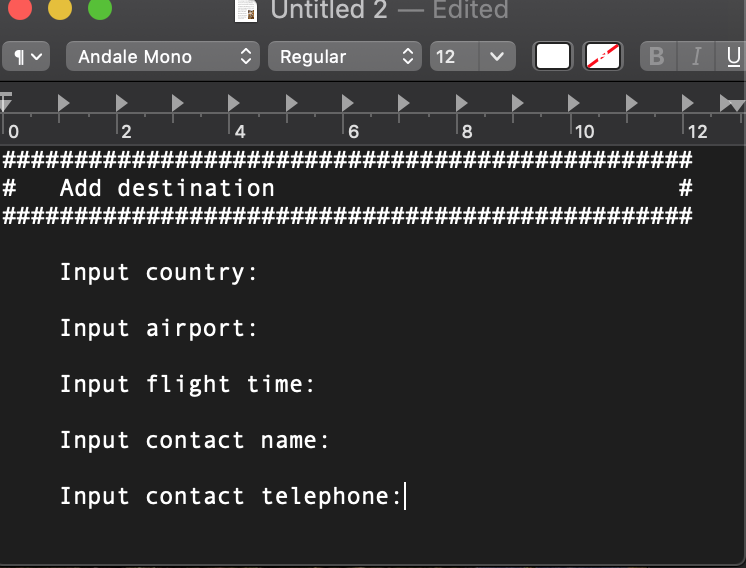 Untitled 2 — Edited
¶ Andale Mono Regular 12 B I U
0 2 4 6 8 10 12
################################################
#   Add destination                            #
################################################
Input country:
Input airport:
Input flight time:
Input contact name:
Input contact telephone: